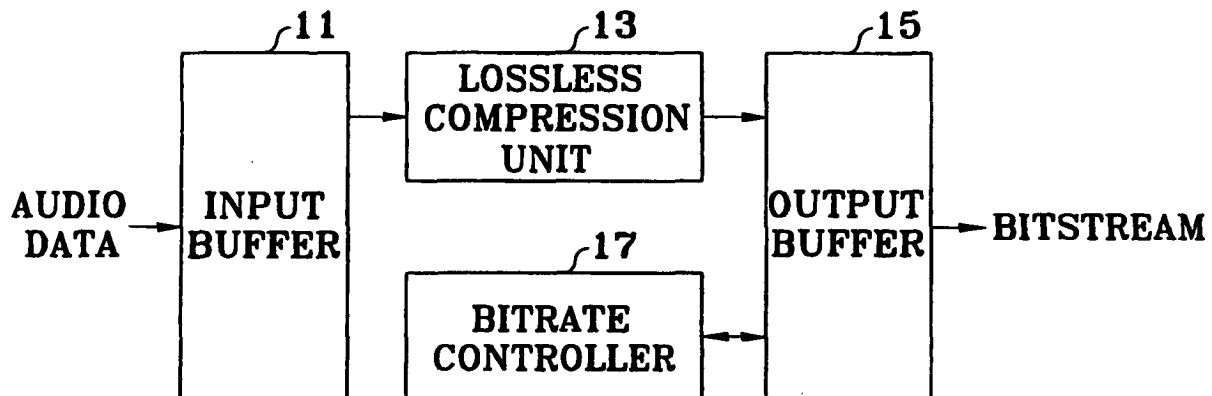 11
13
15
LOSSLESS
COMPRESSION
UNIT
AUDIO
DATA
INPUT
BUFFER
OUTPUT
BUFFER
BITSTREAM
17
BITRATE
CONTROLLER